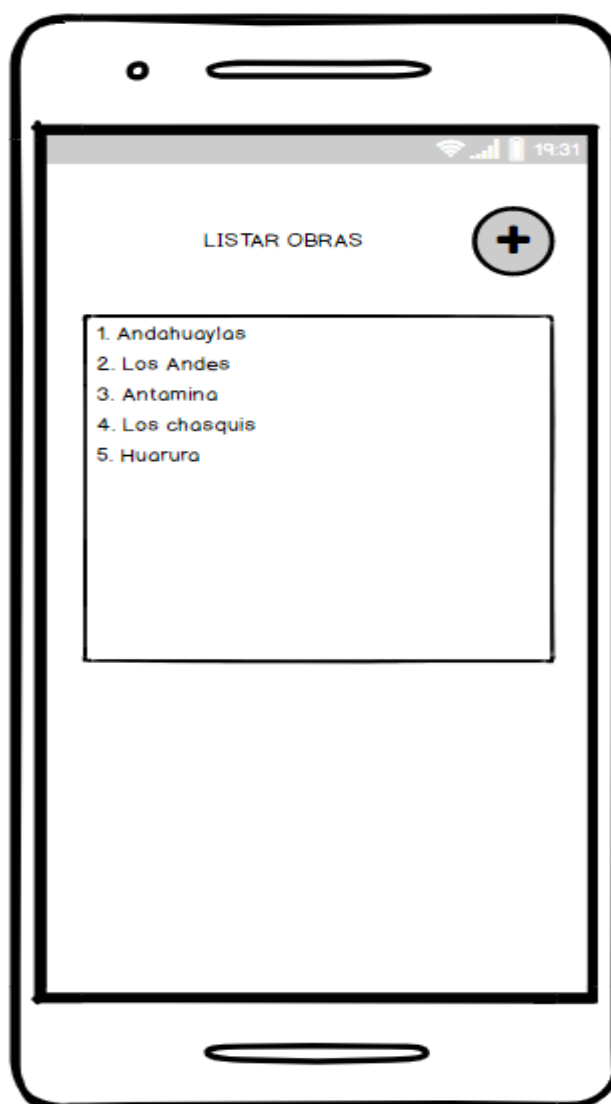 19:31
LISTAR OBRAS
1. Andahuaylas
2. Los Andes
3. Antamina
4. Los chasquis
5. Huarura